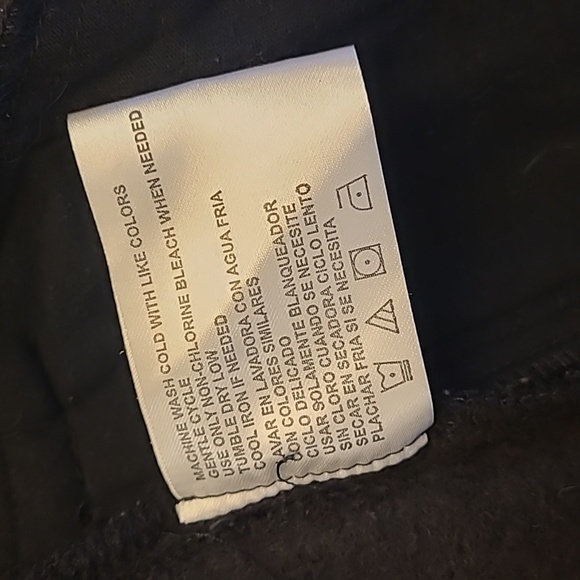 MACHINE WASH COLD WITH LIKE COLORS
GENTLE CYCLE
USE ONLY NON-CHLORINE BLEACH WHEN NEEDED
TUMBLE DRY LOW
COOL IRON IF NEEDED
LAVAR EN LAVADORA CON AGUA FRIA
CON COLORES SIMILARES
CICLO DELICADO
USAR SOLAMENTE BLANQUEADOR
SIN CLORO CUANDO SE NECESITE
SECAR EN SECADORA CICLO LENTO
PLACHAR FRIA SI SE NECESITA